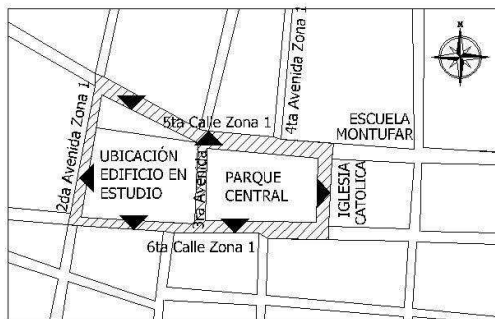 2da Avenida Zona 1
5ta Calle Zona 1
4ta Avenida Zona 1
ESCUELA
MONTUFAR
UBICACIÓN
EDIFICIO EN
ESTUDIO
3ra Avenida
PARQUE
CENTRAL
IGLESIA
CATOLICA
6ta Calle Zona 1